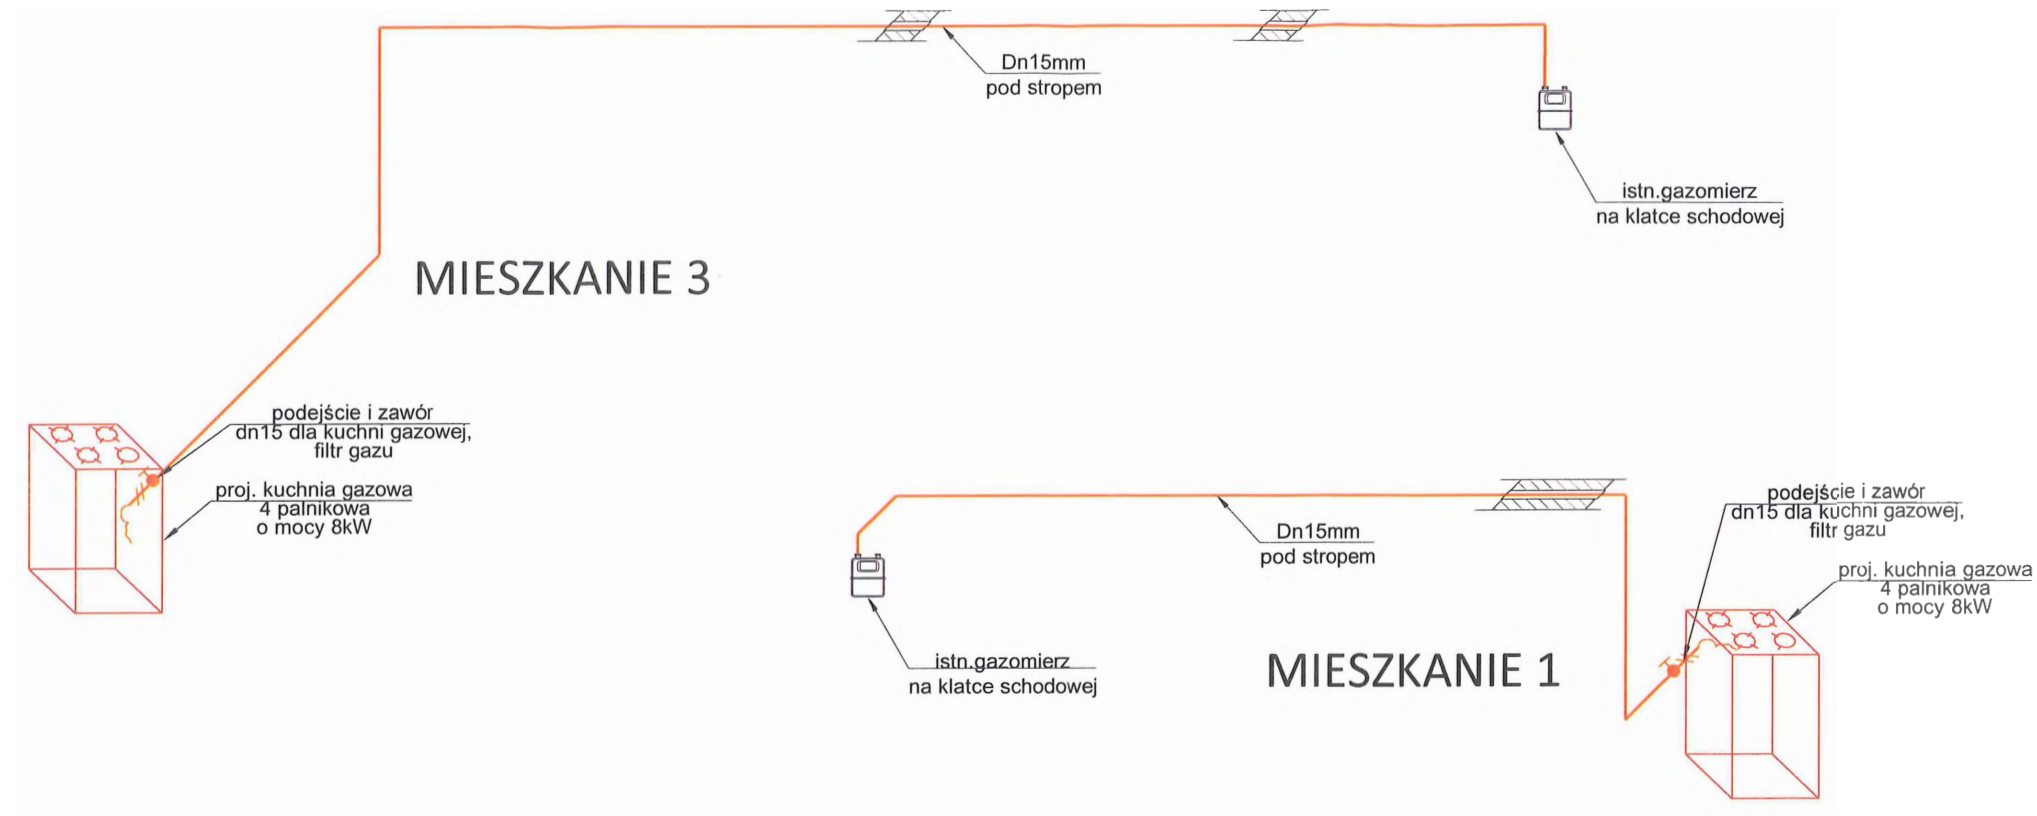 Dn15mm
pod stropem
istn.gazomierz
na klatce schodowej
MIESZKANIE 3
podejście i zawór
dn15 dla kuchni gazowej,
filtr gazu
proj. kuchnia gazowa
4 palnikowa
o mocy 8kW
Dn15mm
pod stropem
istn.gazomierz
na klatce schodowej
MIESZKANIE 1
podejście i zawór
dn15 dla kuchni gazowej,
filtr gazu
proj. kuchnia gazowa
4 palnikowa
o mocy 8kW